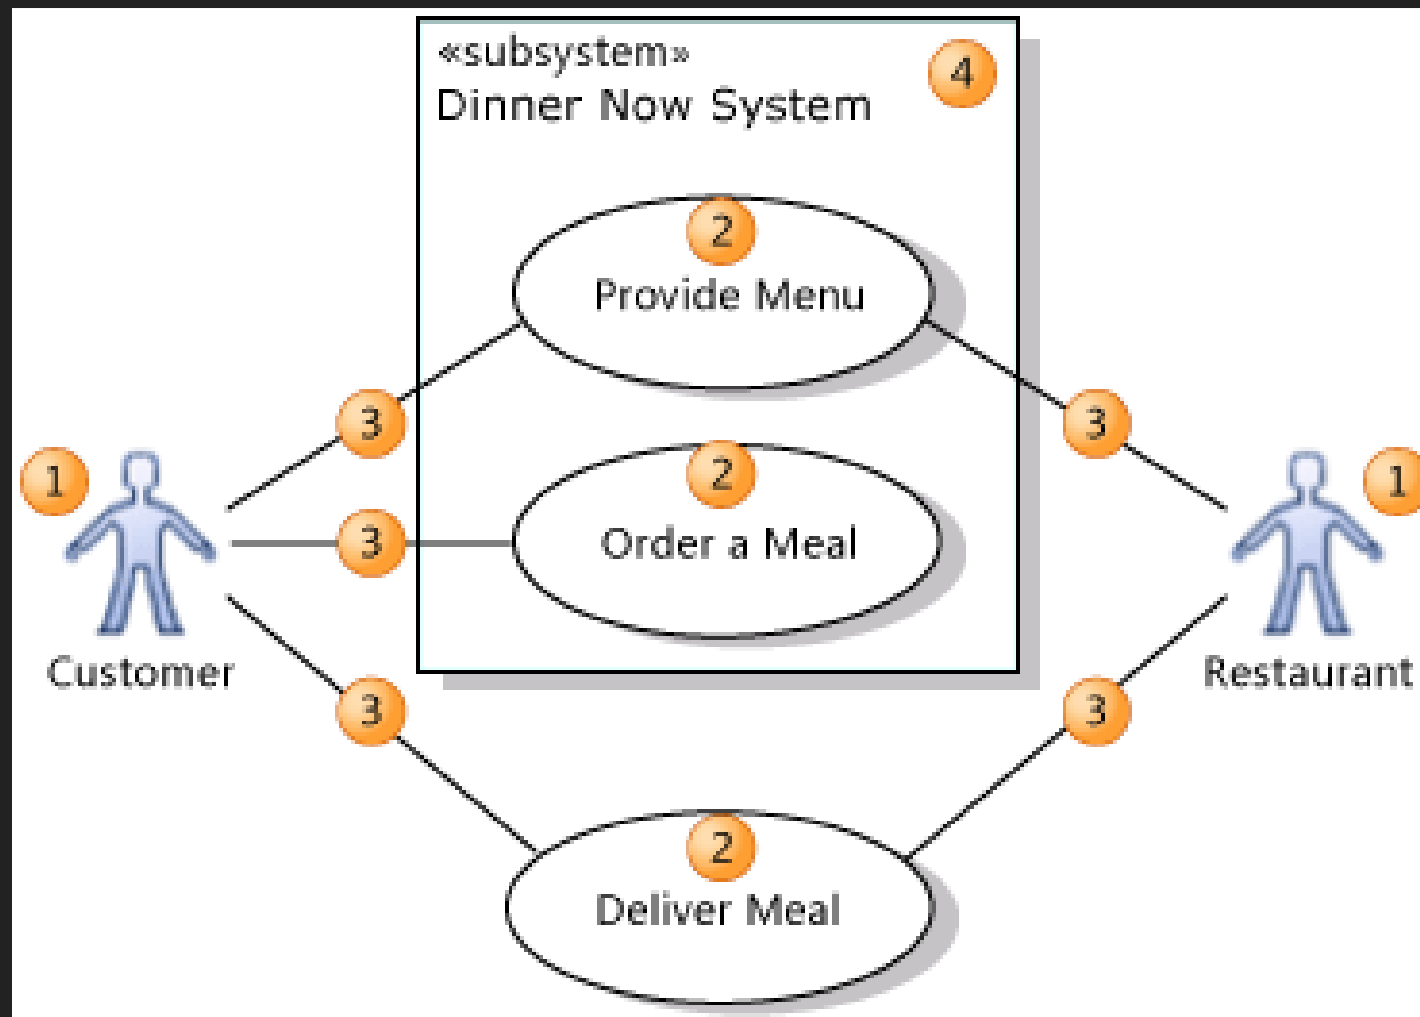 «subsystem»
Dinner Now System
4
2
Provide Menu
3
3
1
1
2
Order a Meal
3
Customer
Restaurant
3
3
2
Deliver Meal